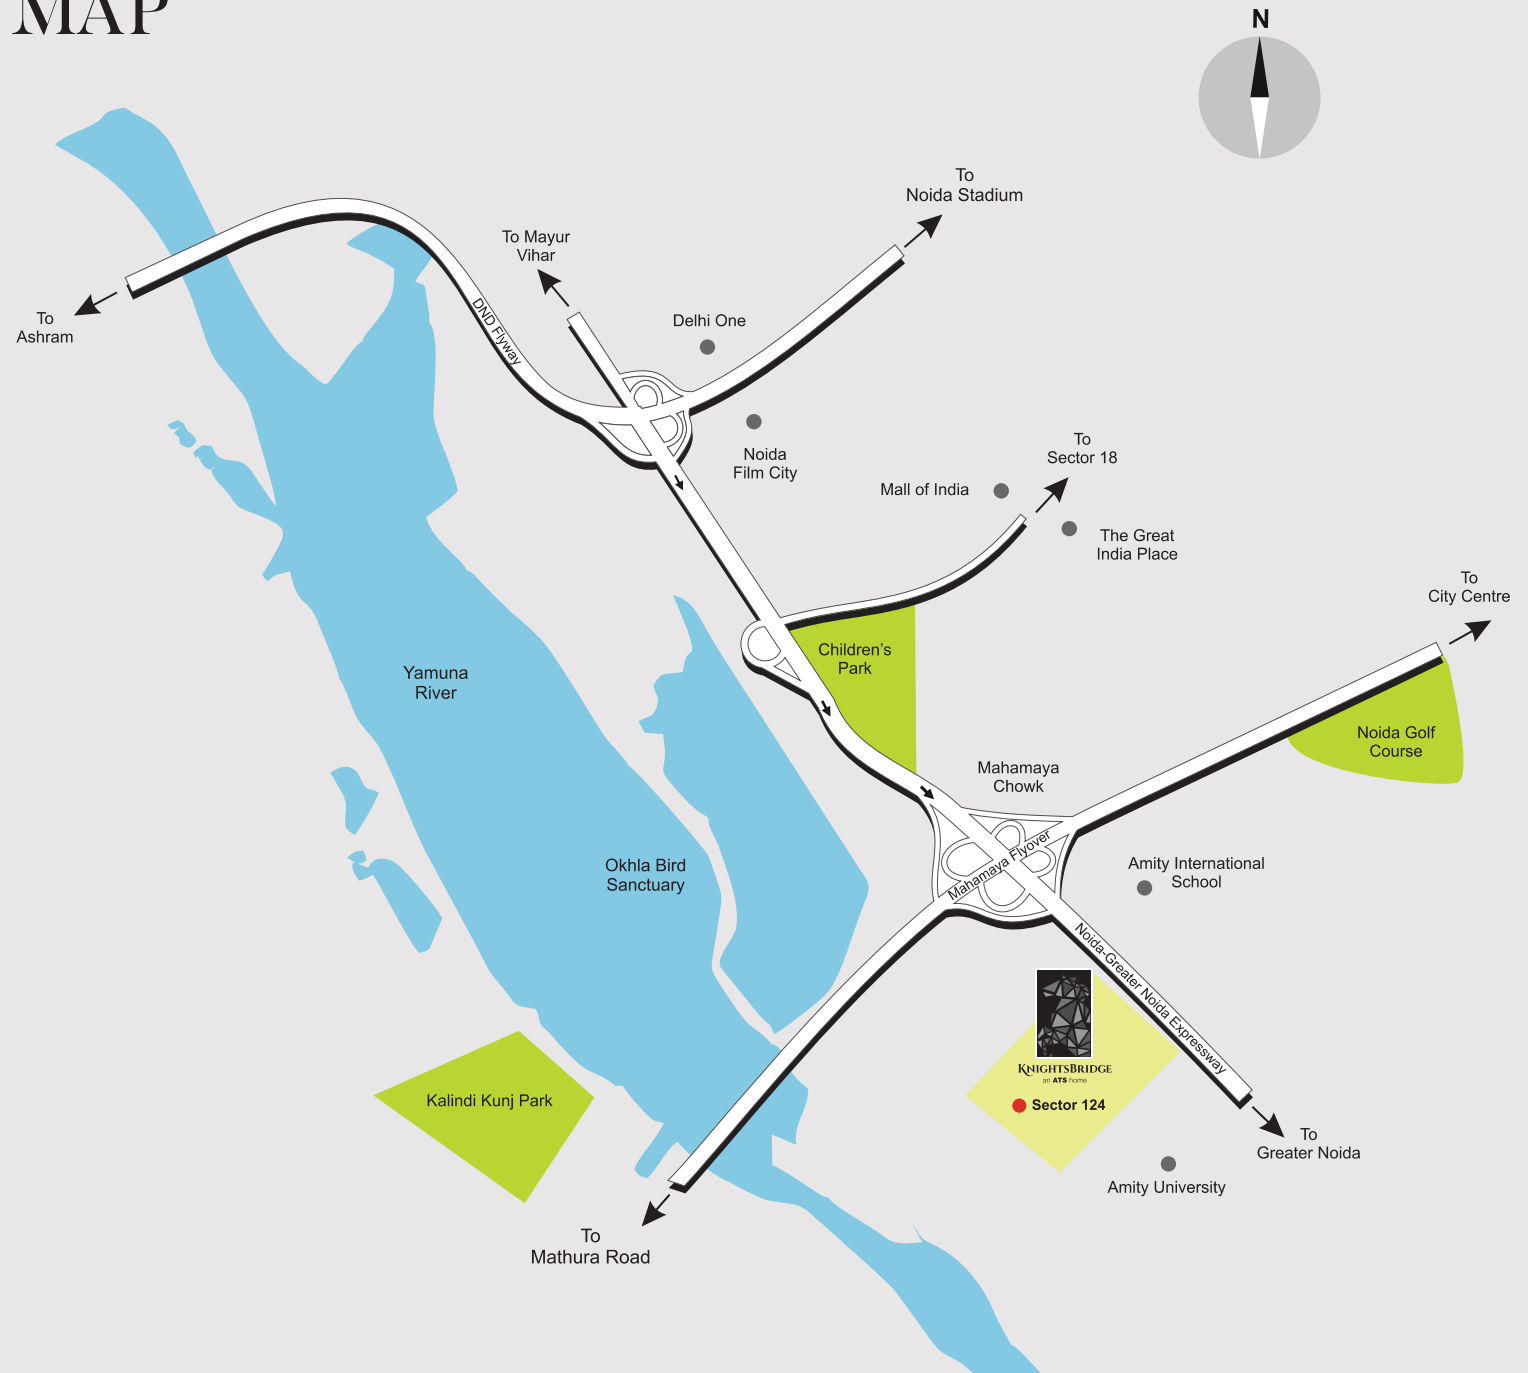 MAP
N
To
Noida Stadium
To Mayur
Vihar
To
Ashram
DND Flyway
Delhi One
Noida
Film City
To
Sector 18
Mall of India
The Great
India Place
To
City Centre
Children's
Park
Yamuna
River
Noida Golf
Course
Mahamaya
Chowk
Mahamaya Flyover
Okhla Bird
Sanctuary
Amity International
School
Noida-Greater Noida Expressway
KNIGHTSBRIDGE
an ATS home
Sector 124
Kalindi Kunj Park
To
Greater Noida
Amity University
To
Mathura Road